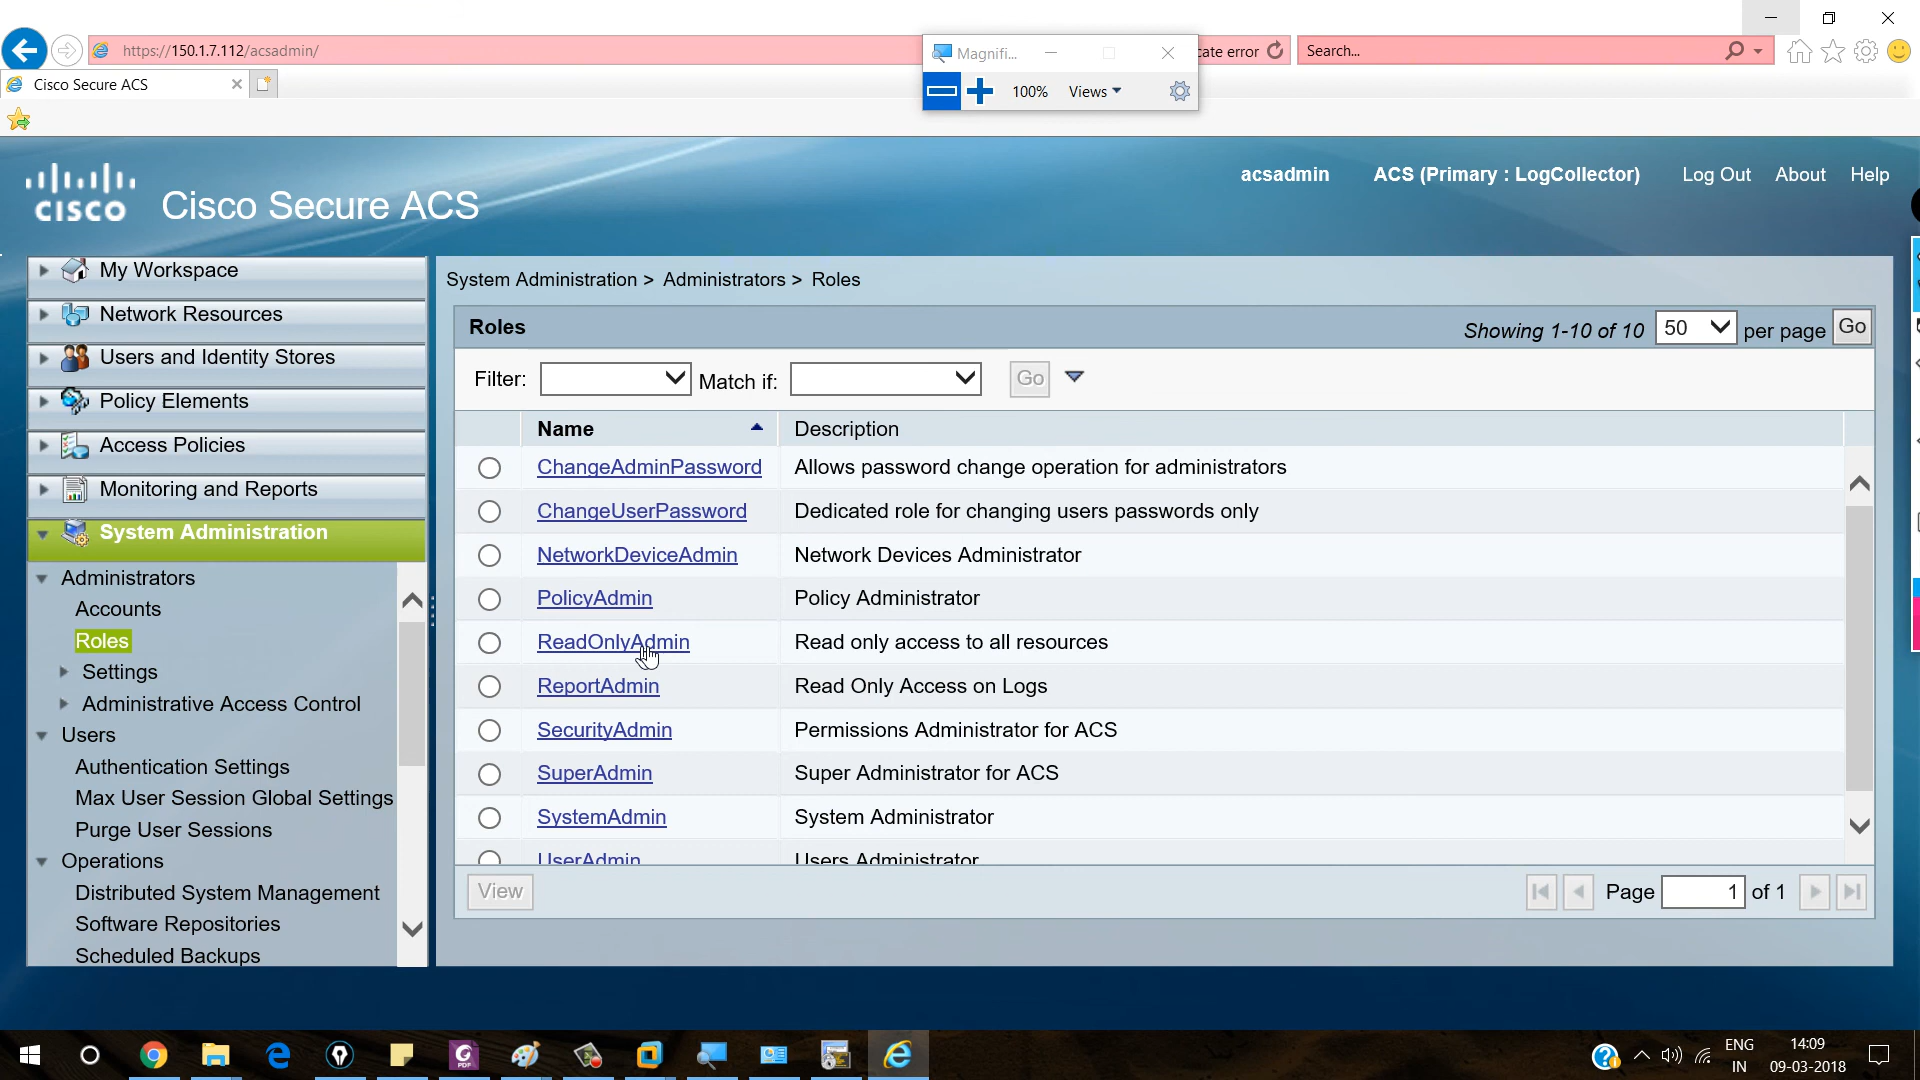 https://150.1.7.112/acsadmin/
Magnifi...
cate error
Search...
Cisco Secure ACS
100%
Views
CISCO
Cisco Secure ACS
acsadmin
ACS (Primary : LogCollector)
Log Out
About
Help
My Workspace
Network Resources
Users and Identity Stores
Policy Elements
Access Policies
Monitoring and Reports
System Administration
Administrators
Accounts
Roles
Settings
Administrative Access Control
Users
Authentication Settings
Max User Session Global Settings
Purge User Sessions
Operations
Distributed System Management
Software Repositories
Scheduled Backups
System Administration > Administrators > Roles
Roles
Showing 1-10 of 10 50 per page Go
Filter: Match if: Go
Name Description
ChangeAdminPassword Allows password change operation for administrators
ChangeUserPassword Dedicated role for changing users passwords only
NetworkDeviceAdmin Network Devices Administrator
PolicyAdmin Policy Administrator
ReadOnlyAdmin Read only access to all resources
ReportAdmin Read Only Access on Logs
SecurityAdmin Permissions Administrator for ACS
SuperAdmin Super Administrator for ACS
SystemAdmin System Administrator
UserAdmin Users Administrator
View
Page 1 of 1
PDF
ENG
IN
14:09
09-03-2018